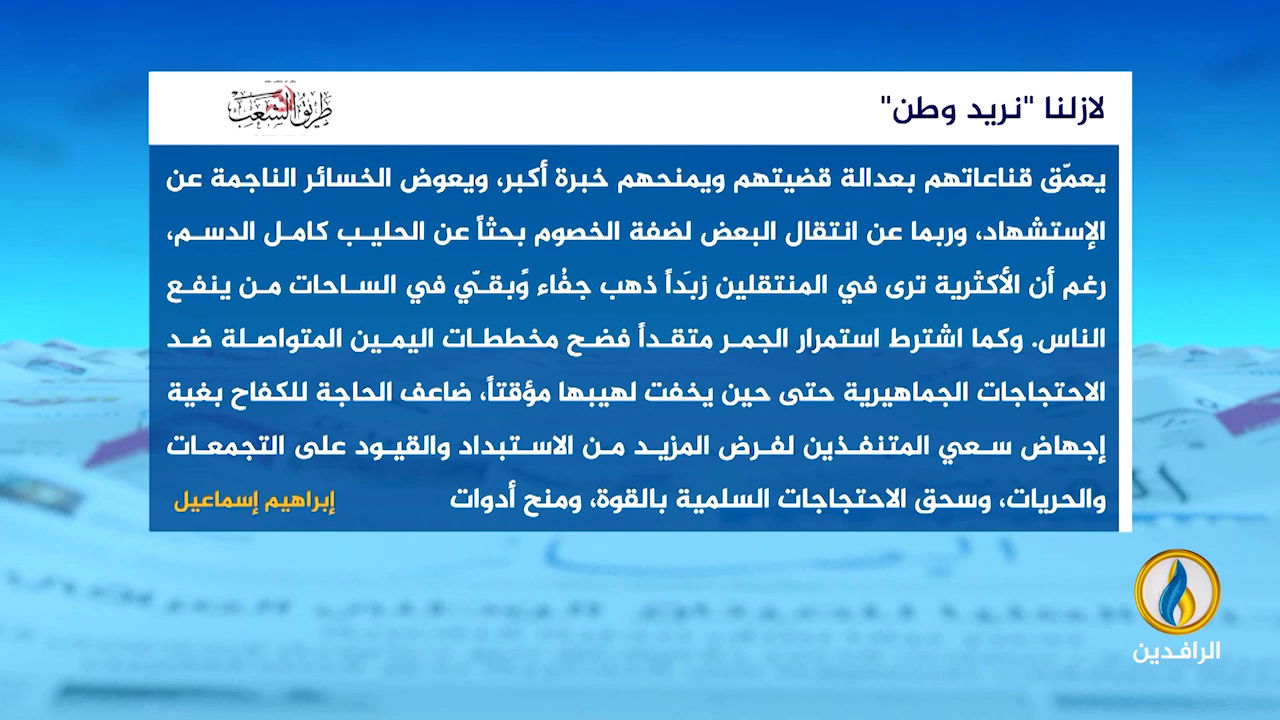 لازلنا "نريد وطن"
طريق الشعب
يعمّق قناعاتهم بعدالة قضيتهم ويمنحهم خبرة أكبر، ويعوض الخسائر الناجمة عن
الإستشهاد، وربما عن انتقال البعض لضفة الخصوم بحثاً عن الحليب كامل الدسم،
رغم أن الأكثرية ترى في المنتقلين زبَداً ذهب جفُاء وًبقيّ في الساحات من ينفع
الناس. وكما اشترط استمرار الجمر متقداً فضح مخططات اليمين المتواصلة ضد
الاحتجاجات الجماهيرية حتى حين يخفت لهيبها مؤقتاً، ضاعف الحاجة للكفاح بغية
إجهاض سعي المتنفذين لفرض المزيد من الاستبداد والقيود على التجمعات
والحريات، وسحق الاحتجاجات السلمية بالقوة، ومنح أدوات
إبراهيم إسماعيل
الرافدين